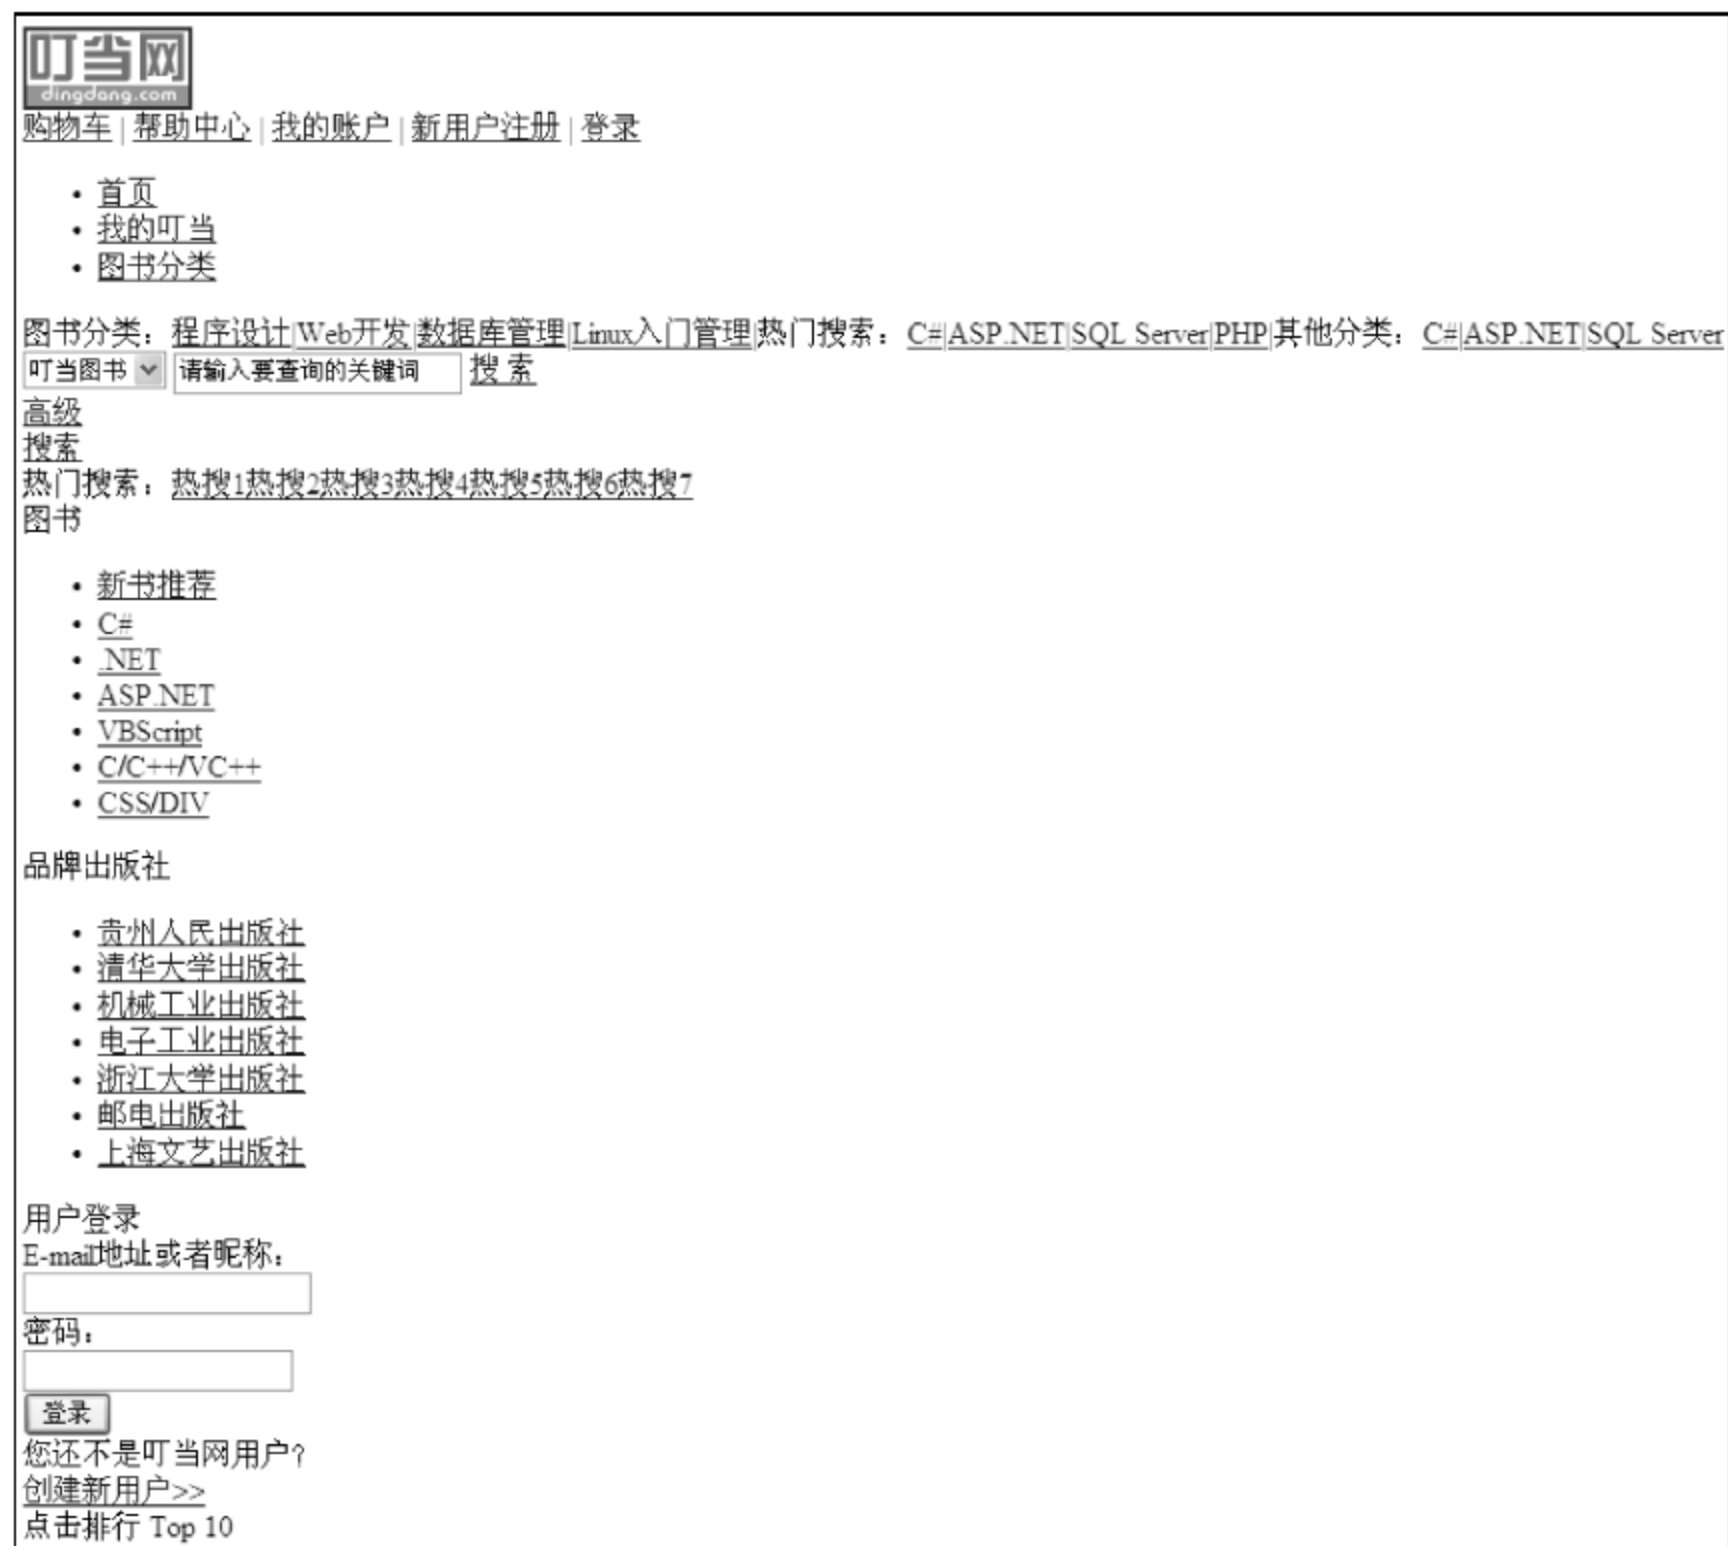 叮当网
dingdang.com
购物车 | 帮助中心 | 我的账户 | 新用户注册 | 登录
• 首页
• 我的叮当
• 图书分类
图书分类：程序设计|Web开发|数据库管理|Linux入门管理|热门搜索：C#|ASP.NET|SQL Server|PHP|其他分类：C#|ASP.NET|SQL Server
叮当图书 请输入要查询的关键词 搜 索
高级
搜索
热门搜索：热搜1热搜2热搜3热搜4热搜5热搜6热搜7
图书
• 新书推荐
• C#
• .NET
• ASP.NET
• VBScript
• C/C++/VC++
• CSS/DIV
品牌出版社
• 贵州人民出版社
• 清华大学出版社
• 机械工业出版社
• 电子工业出版社
• 浙江大学出版社
• 邮电出版社
• 上海文艺出版社
用户登录
E-mail地址或者昵称：
密码：
登录
您还不是叮当网用户？
创建新用户>>
点击排行 Top 10